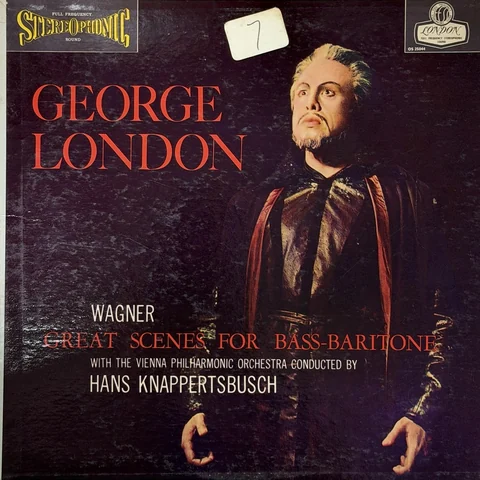 FULL FREQUENCY
STEREOPHONIC
SOUND
7
LONDON
OS 25044
GEORGE
LONDON
WAGNER
GREAT SCENES FOR BASS-BARITONE
WITH THE VIENNA PHILHARMONIC ORCHESTRA CONDUCTED BY
HANS KNAPPERTSBUSCH